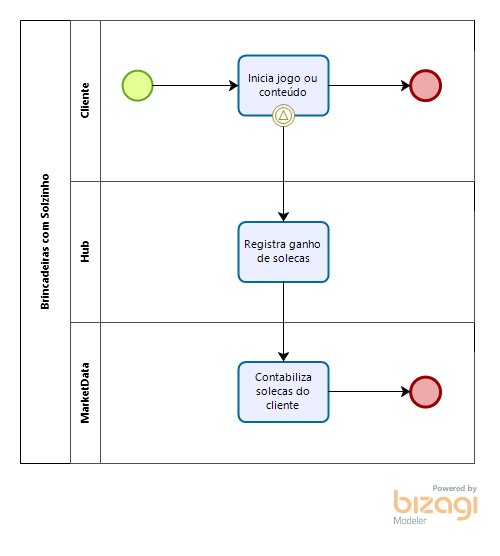 Brincadeiras com Solzinho
Cliente
Inicia jogo ou
conteúdo
Hub
Registra ganho
de solecas
MarketData
Contabiliza
solecas do
cliente
Powered by
bizagi
Modeler